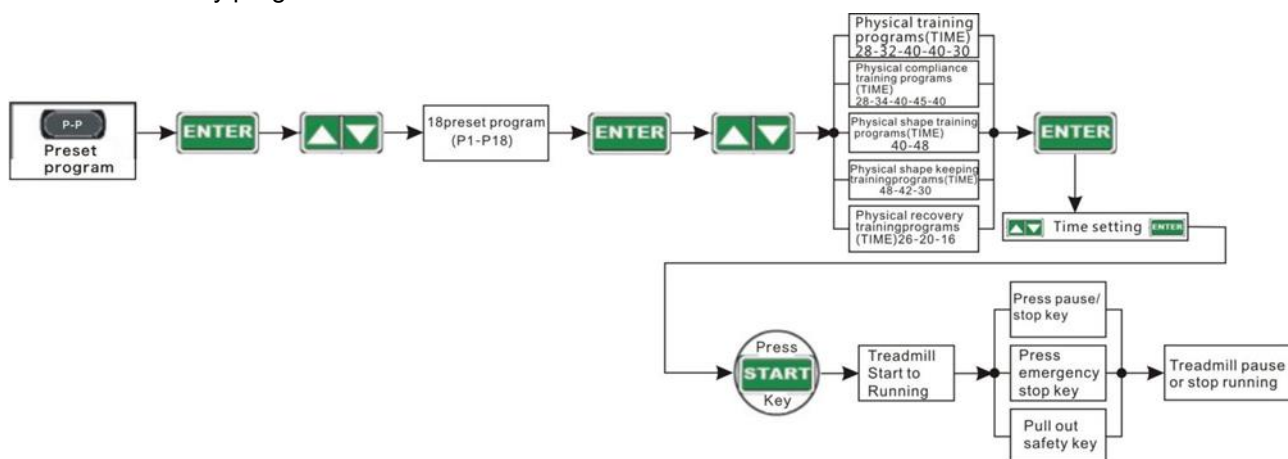 P-P
Preset
program
ENTER
18preset program
(P1-P18)
ENTER
Physical training
programs(TIME)
28-32-40-40-30
Physical compliance
training programs
(TIME)
28-34-40-45-40
Physical shape training
programs(TIME)
40-48
Physical shape keeping
trainingprograms(TIME)
48-42-30
Physical recovery
trainingprograms
(TIME)26-20-16
ENTER
Time setting ENTER
Press
START
Key
Treadmill
Start to
Running
Press pause/
stop key
Press
emergency
stop key
Pull out
safety key
Treadmill pause
or stop running